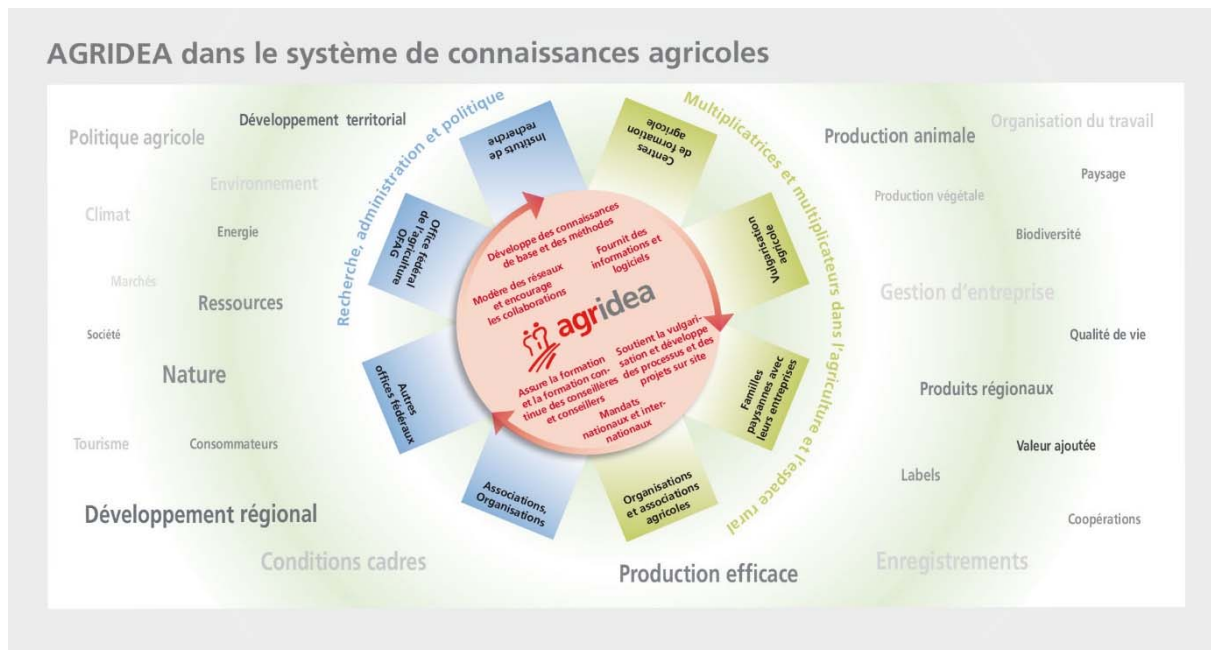 AGRIDEA dans le système de connaissances agricoles
Politique agricole
Développement territorial
Environnement
Climat
Energie
Marchés
Ressources
Société
Nature
Tourisme
Consommateurs
Développement régional
Conditions cadres
Recherche, administration et politique
Instituts de
recherche
Office fédéral
de l'agriculture
OFAG
Autres
offices fédéraux
Associations,
Organisations
Développe des connaissances
de base et des méthodes
Fournit des
informations et
logiciels
Modère des réseaux
et encourage
les collaborations
agridea
Assure la formation
et la formation con-
tinue des conseillères
et conseillers
Soutient la vulgari-
sation et développe
des processus et des
projets sur site
Mandats
nationaux et inter-
nationaux
Centres
de formation
agricole
Vulgarisation
agricole
Familles
paysannes avec
leurs entreprises
Organisations
et associations
agricoles
Multiplicatrices et multiplicateurs dans l'agriculture et l'espace rural
Production animale
Organisation du travail
Paysage
Production végétale
Biodiversité
Gestion d'entreprise
Qualité de vie
Produits régionaux
Valeur ajoutée
Labels
Coopérations
Enregistrements
Production efficace